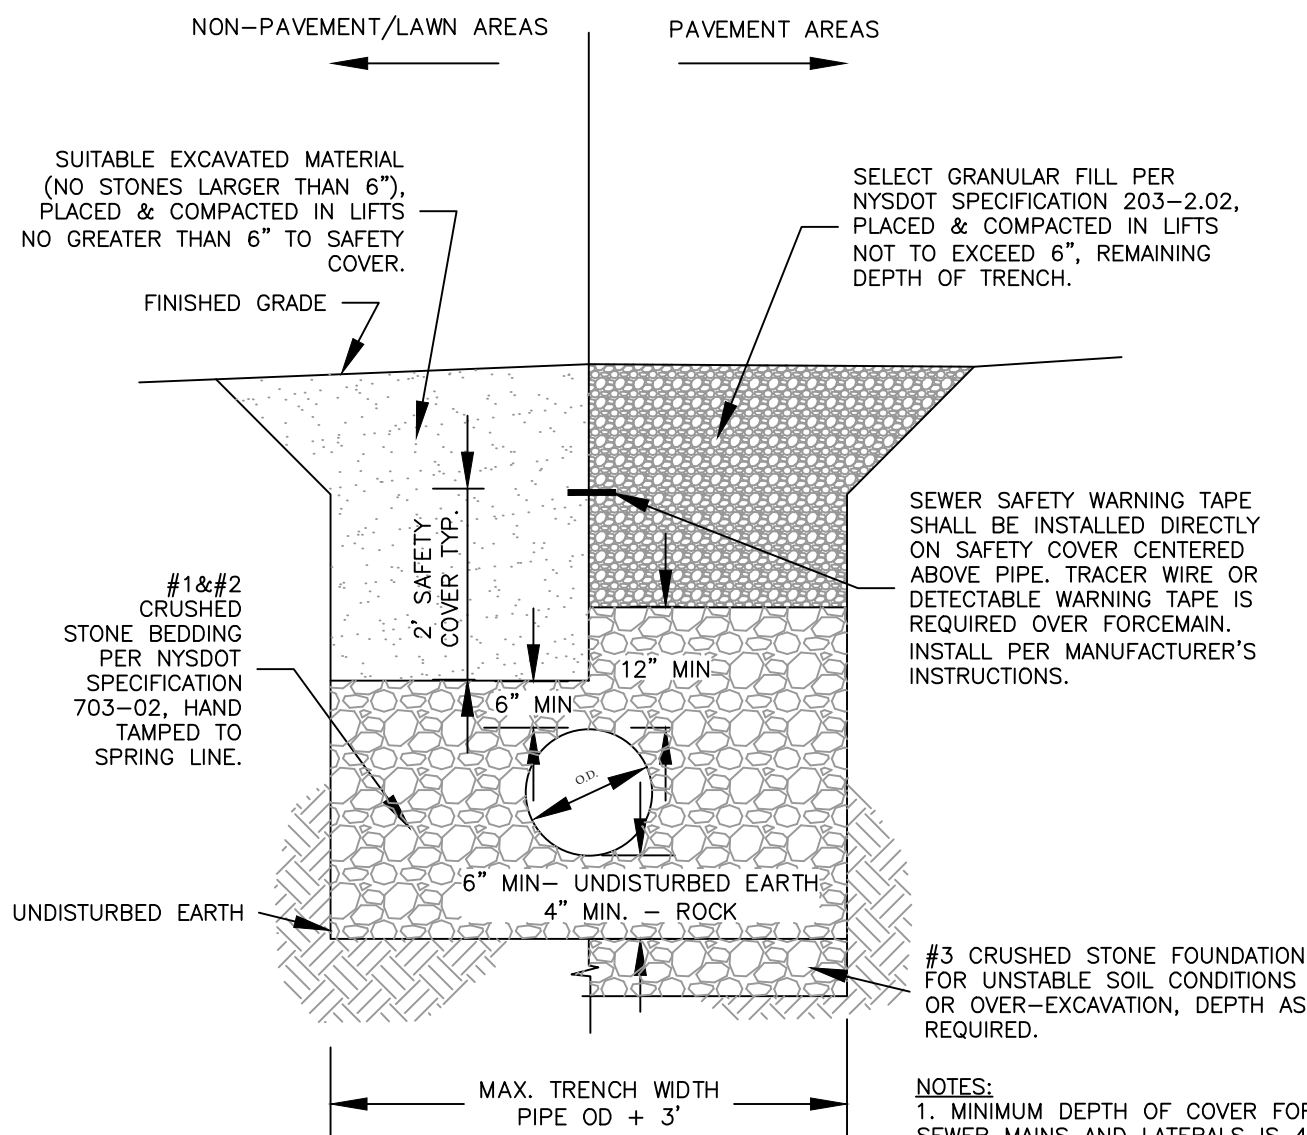 NON-PAVEMENT/LAWN AREAS
PAVEMENT AREAS
SUITABLE EXCAVATED MATERIAL
(NO STONES LARGER THAN 6"),
PLACED & COMPACTED IN LIFTS
NO GREATER THAN 6" TO SAFETY
COVER.
FINISHED GRADE
SELECT GRANULAR FILL PER
NYSDOT SPECIFICATION 203-2.02,
PLACED & COMPACTED IN LIFTS
NOT TO EXCEED 6", REMAINING
DEPTH OF TRENCH.
2' SAFETY
COVER TYP.
SEWER SAFETY WARNING TAPE
SHALL BE INSTALLED DIRECTLY
ON SAFETY COVER CENTERED
ABOVE PIPE. TRACER WIRE OR
DETECTABLE WARNING TAPE IS
REQUIRED OVER FORCEMAIN.
INSTALL PER MANUFACTURER'S
INSTRUCTIONS.
#1&#2
CRUSHED
STONE BEDDING
PER NYSDOT
SPECIFICATION
703-02, HAND
TAMPED TO
SPRING LINE.
12" MIN
6" MIN
O.D.
6" MIN- UNDISTURBED EARTH
4" MIN. - ROCK
UNDISTURBED EARTH
#3 CRUSHED STONE FOUNDATION
FOR UNSTABLE SOIL CONDITIONS
OR OVER-EXCAVATION, DEPTH AS
REQUIRED.
MAX. TRENCH WIDTH
PIPE OD + 3'
NOTES:
1. MINIMUM DEPTH OF COVER FOR
SEWER MAINS AND LATERALS IS 4